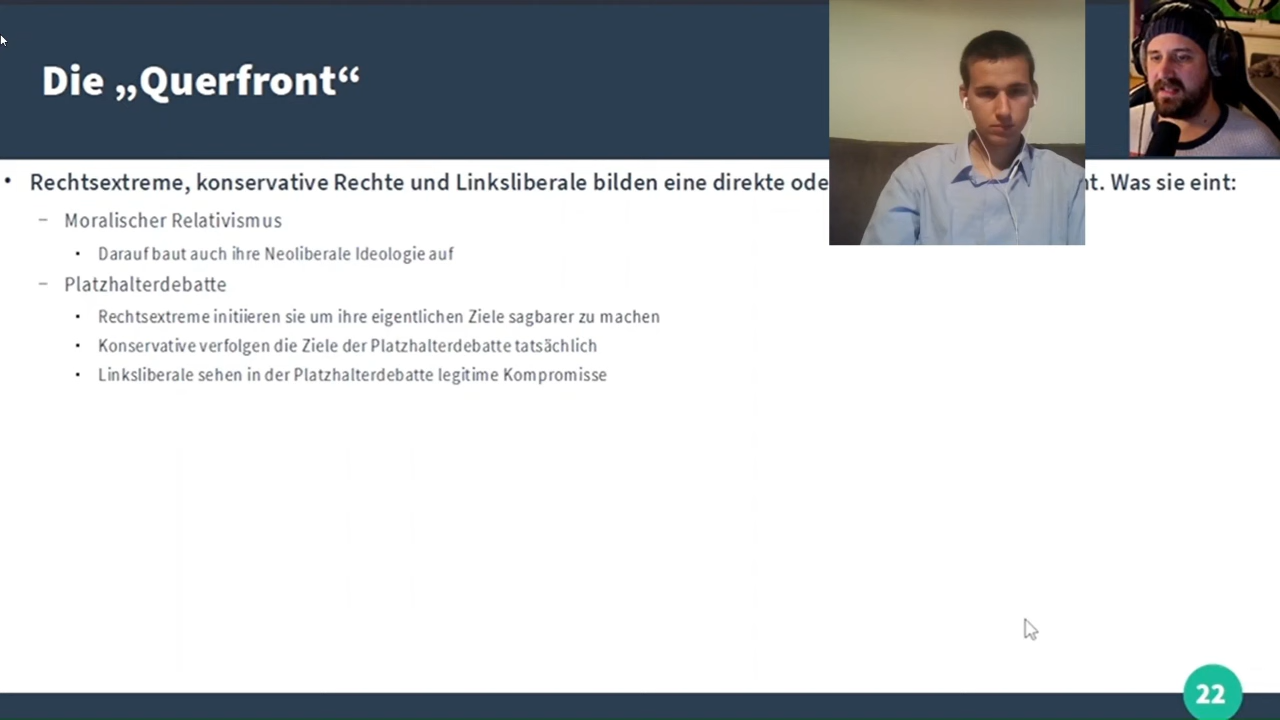 Die „Querfront“
• Rechtsextreme, konservative Rechte und Linksliberale bilden eine direkte ode nt. Was sie eint:
– Moralischer Relativismus
• Darauf baut auch ihre Neoliberale Ideologie auf
– Platzhalterdebatte
• Rechtsextreme initiieren sie um ihre eigentlichen Ziele sagbarer zu machen
• Konservative verfolgen die Ziele der Platzhalterdebatte tatsächlich
• Linksliberale sehen in der Platzhalterdebatte legitime Kompromisse
22